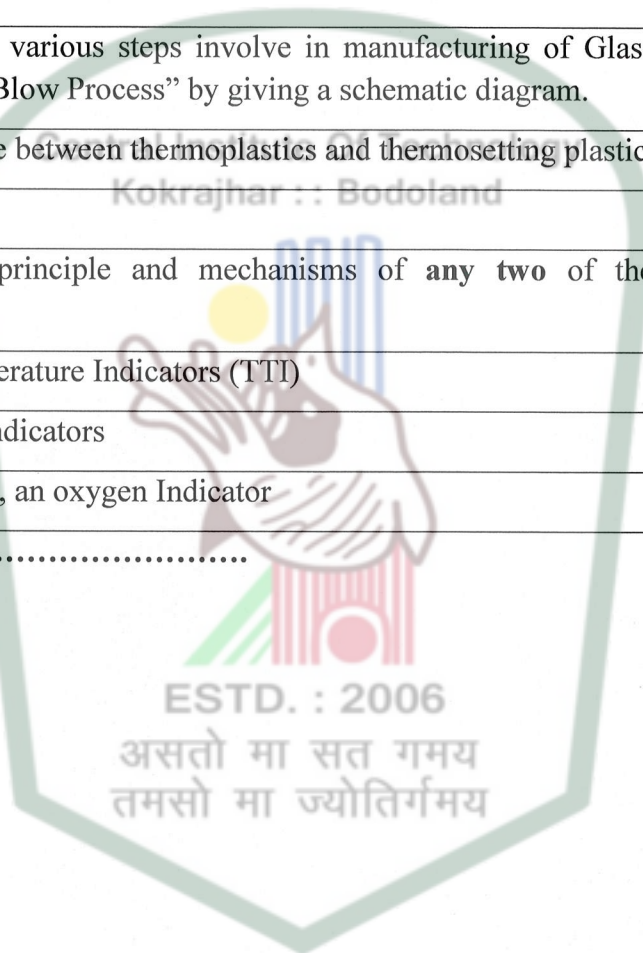 various steps involve in manufacturing of Glas
Blow Process” by giving a schematic diagram.
Central Institute Of Technology
e between thermoplastics and thermosetting plastic
Kokrajhar : : Bodoland
principle and mechanisms of any two of the
erature Indicators (TTI)
ndicators
, an oxygen Indicator
........................
ESTD. : 2006
असतो मा सत गमय
तमसो मा ज्योतिर्गमय